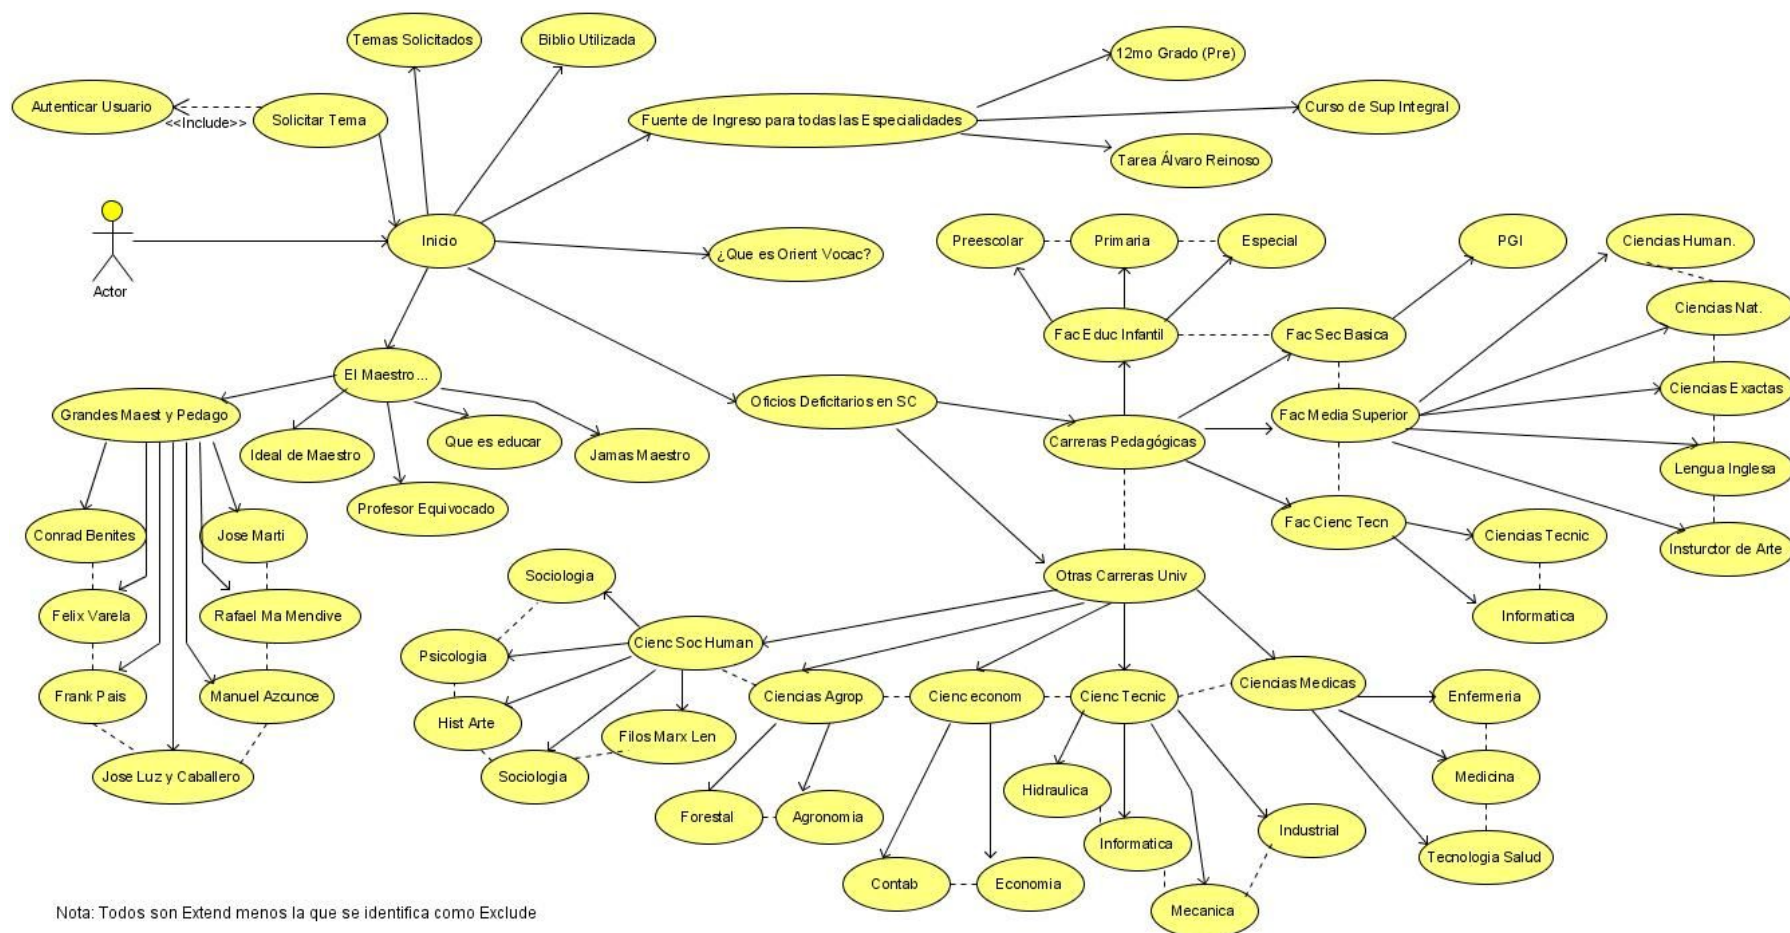 Temas Solicitados
Biblio Utilizada
12mo Grado (Pre)
Autenticar Usuario
<<Include>>
Solicitar Tema
Fuente de Ingreso para todas las Especialidades
Curso de Sup Integral
Tarea Álvaro Reinoso
Actor
Inicio
¿Que es Orient Vocac?
Preescolar
Primaria
Especial
PGI
Ciencias Human.
Ciencias Nat.
Fac Educ Infantil
Fac Sec Basica
El Maestro...
Grandes Maest y Pedago
Oficios Deficitarios en SC
Carreras Pedagógicas
Fac Media Superior
Ciencias Exactas
Ideal de Maestro
Que es educar
Jamas Maestro
Lengua Inglesa
Profesor Equivocado
Fac Cienc Tecn
Conrad Benites
Jose Marti
Ciencias Tecnic
Insturctor de Arte
Sociologia
Otras Carreras Univ
Felix Varela
Rafael Ma Mendive
Informatica
Psicologia
Cienc Soc Human
Frank Pais
Manuel Azcunce
Ciencias Agrop
Cienc econom
Cienc Tecnic
Ciencias Medicas
Enfermeria
Hist Arte
Filos Marx Len
Jose Luz y Caballero
Sociologia
Hidraulica
Medicina
Forestal
Agronomia
Informatica
Industrial
Tecnologia Salud
Contab
Economia
Mecanica
Nota: Todos son Extend menos la que se identifica como Exclude